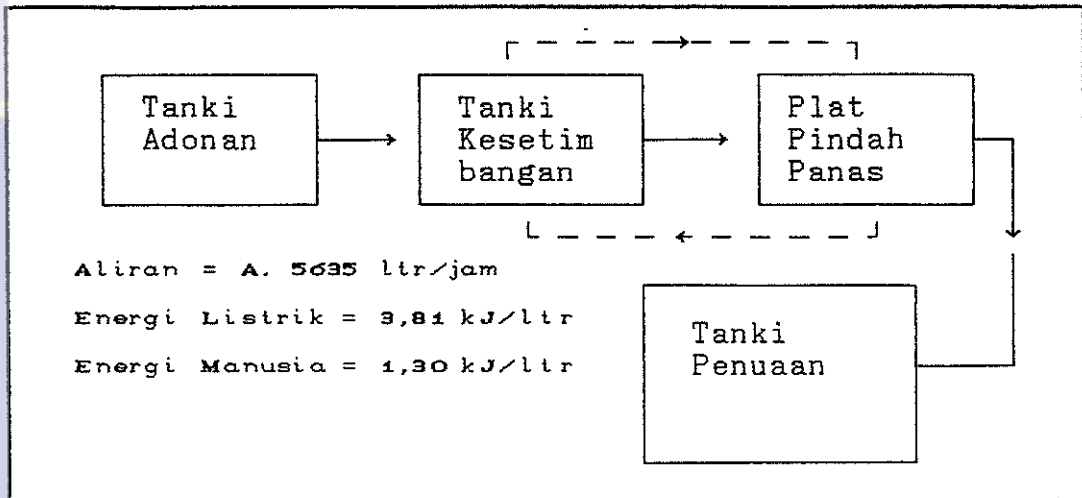 Tanki
Adonan
Tanki
Kesetim
bangan
Plat
Pindah
Panas
Aliran = A. 5635 ltr/jam
Energi Listrik = 3,81 kJ/ltr
Energi Manusia = 1,30 kJ/ltr
Tanki
Penuaan